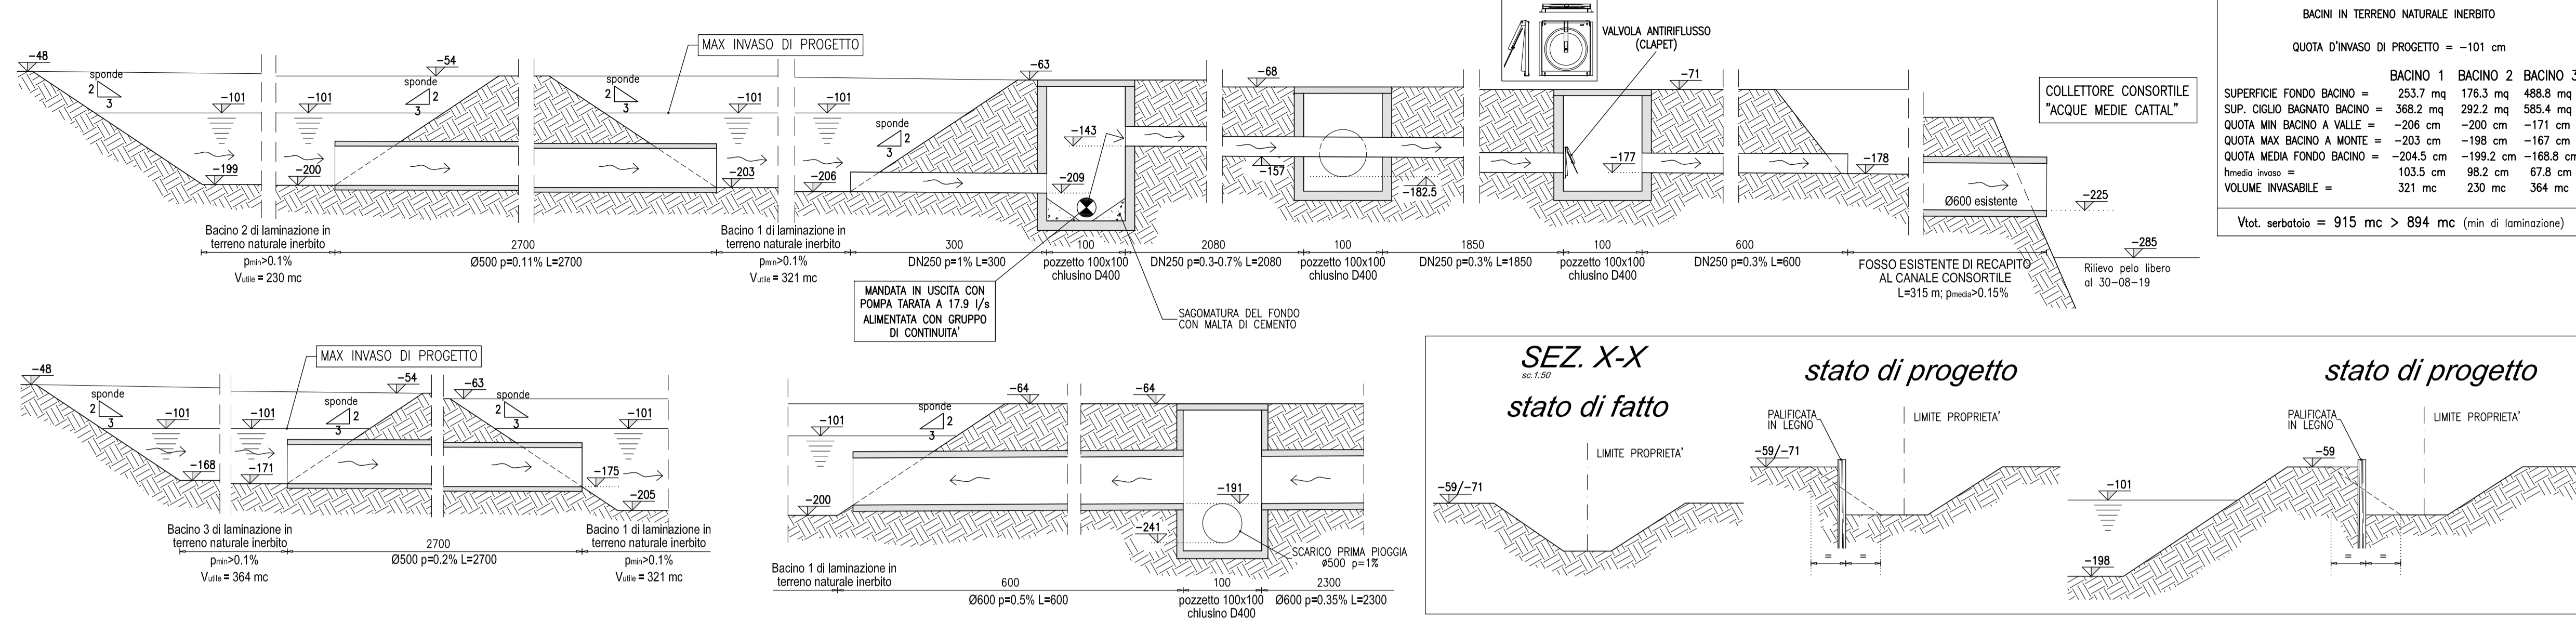 MAX INVASO DI PROGETTO
-48
sponde
2
3
-101
-199
-101
-200
-54
sponde
2
3
sponde
2
3
-101
-203
-101
-206
sponde
2
3
-63
-143
-209
-68
-157
-182.5
VALVOLA ANTIRIFLUSSO
(CLAPET)
-71
-177
-178
Ø600 esistente
COLLETTORE CONSORTILE
"ACQUE MEDIE CATTAL"
-225
-285
Rilievo pelo libero
al 30-08-19
Bacino 2 di laminazione in
terreno naturale inerbito
pmin>0.1%
Vutile = 230 mc
2700
Ø500 p=0.11% L=2700
Bacino 1 di laminazione in
terreno naturale inerbito
pmin>0.1%
Vutile = 321 mc
300
DN250 p=1% L=300
100
pozzetto 100x100
chiusino D400
2080
DN250 p=0.3-0.7% L=2080
100
pozzetto 100x100
chiusino D400
1850
DN250 p=0.3% L=1850
100
pozzetto 100x100
chiusino D400
600
DN250 p=0.3% L=600
FOSSO ESISTENTE DI RECAPITO
AL CANALE CONSORTILE
L=315 m; pmedia>0.15%
MANDATA IN USCITA CON
POMPA TARATA A 17.9 l/s
ALIMENTATA CON GRUPPO
DI CONTINUITA'
SAGOMATURA DEL FONDO
CON MALTA DI CEMENTO
BACINI IN TERRENO NATURALE INERBITO
QUOTA D'INVASO DI PROGETTO = -101 cm
BACINO 1 BACINO 2 BACINO 3
SUPERFICIE FONDO BACINO = 253.7 mq 176.3 mq 488.8 mq
SUP. CIGLIO BAGNATO BACINO = 368.2 mq 292.2 mq 585.4 mq
QUOTA MIN BACINO A VALLE = -206 cm -200 cm -171 cm
QUOTA MAX BACINO A MONTE = -203 cm -198 cm -167 cm
QUOTA MEDIA FONDO BACINO = -204.5 cm -199.2 cm -168.8 cm
hmedia invaso = 103.5 cm 98.2 cm 67.8 cm
VOLUME INVASABILE = 321 mc 230 mc 364 mc
Vtot. serbatoio = 915 mc > 894 mc (min di laminazione)
MAX INVASO DI PROGETTO
-48
sponde
2
3
-101
-168
-101
-171
-54
sponde
2
3
-63
sponde
2
3
-101
-175
-205
Bacino 3 di laminazione in
terreno naturale inerbito
pmin>0.1%
Vutile = 364 mc
2700
Ø500 p=0.2% L=2700
Bacino 1 di laminazione in
terreno naturale inerbito
pmin>0.1%
Vutile = 321 mc
-101
-200
sponde
2
3
-64
-64
-191
-241
SCARICO PRIMA PIOGGIA
ø500 p=1%
Bacino 1 di laminazione in
terreno naturale inerbito
600
Ø600 p=0.5% L=600
100
pozzetto 100x100
chiusino D400
2300
Ø600 p=0.35% L=2300
SEZ. X-X
sc.1:50
stato di fatto
LIMITE PROPRIETA'
-59/-71
stato di progetto
PALIFICATA
IN LEGNO
LIMITE PROPRIETA'
-59/-71
= =
stato di progetto
PALIFICATA
IN LEGNO
LIMITE PROPRIETA'
-59
-101
-198
= =